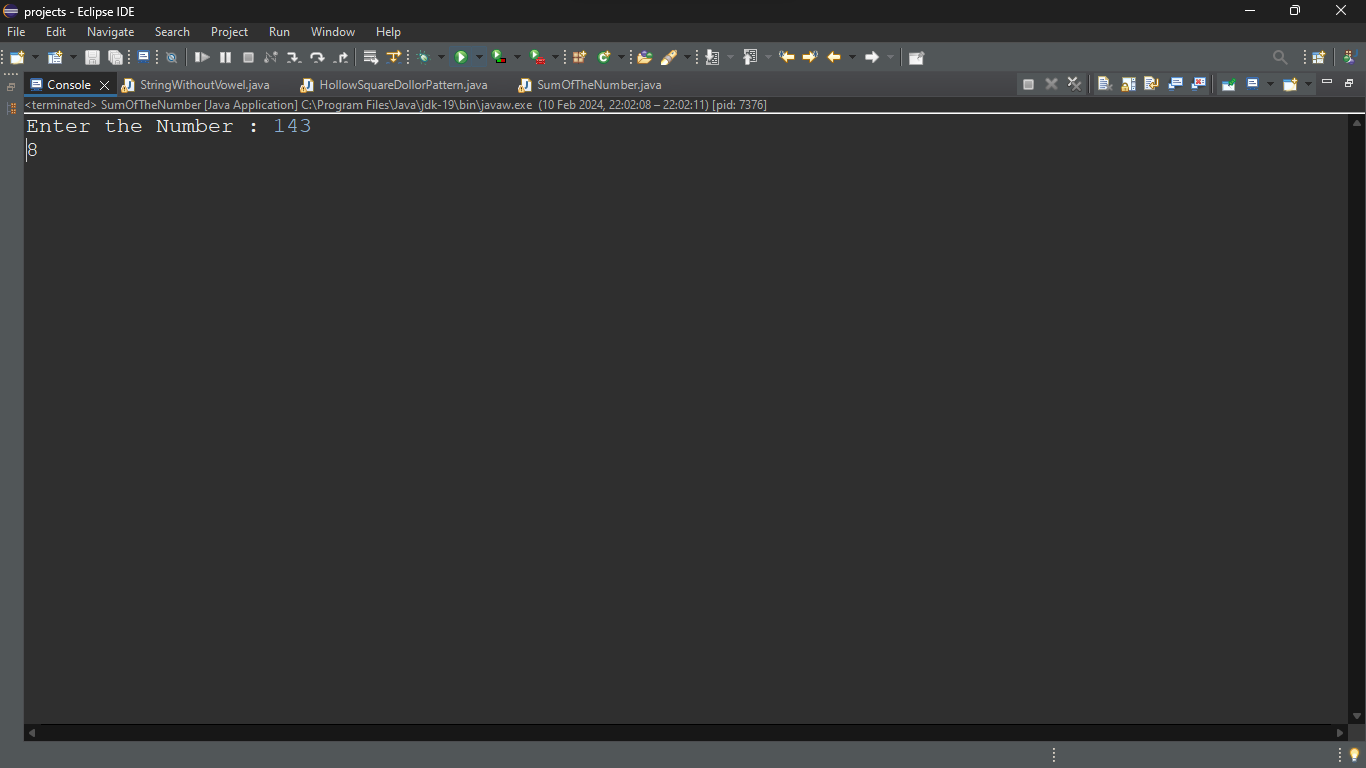 projects - Eclipse IDE
File Edit Navigate Search Project Run Window Help
Console StringWithoutVowel.java HollowSquareDollorPattern.java SumOfTheNumber.java
<terminated> SumOfTheNumber [Java Application] C:\Program Files\Java\jdk-19\bin\javaw.exe (10 Feb 2024, 22:02:08 – 22:02:11) [pid: 7376]
Enter the Number : 143
8